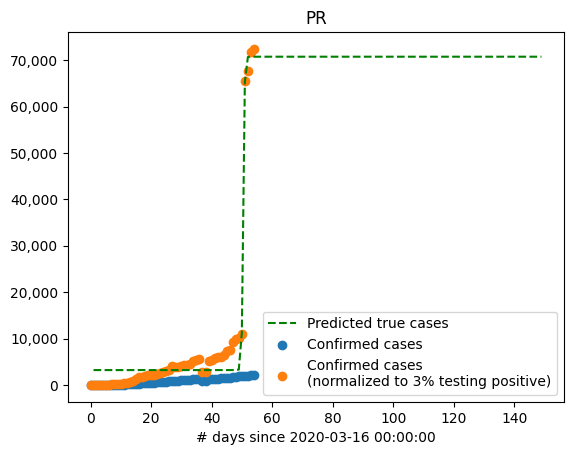 PR
70,000
60,000
50,000
40,000
30,000
20,000
10,000
0
Predicted true cases
Confirmed cases
Confirmed cases
(normalized to 3% testing positive)
0 20 40 60 80 100 120 140
# days since 2020-03-16 00:00:00